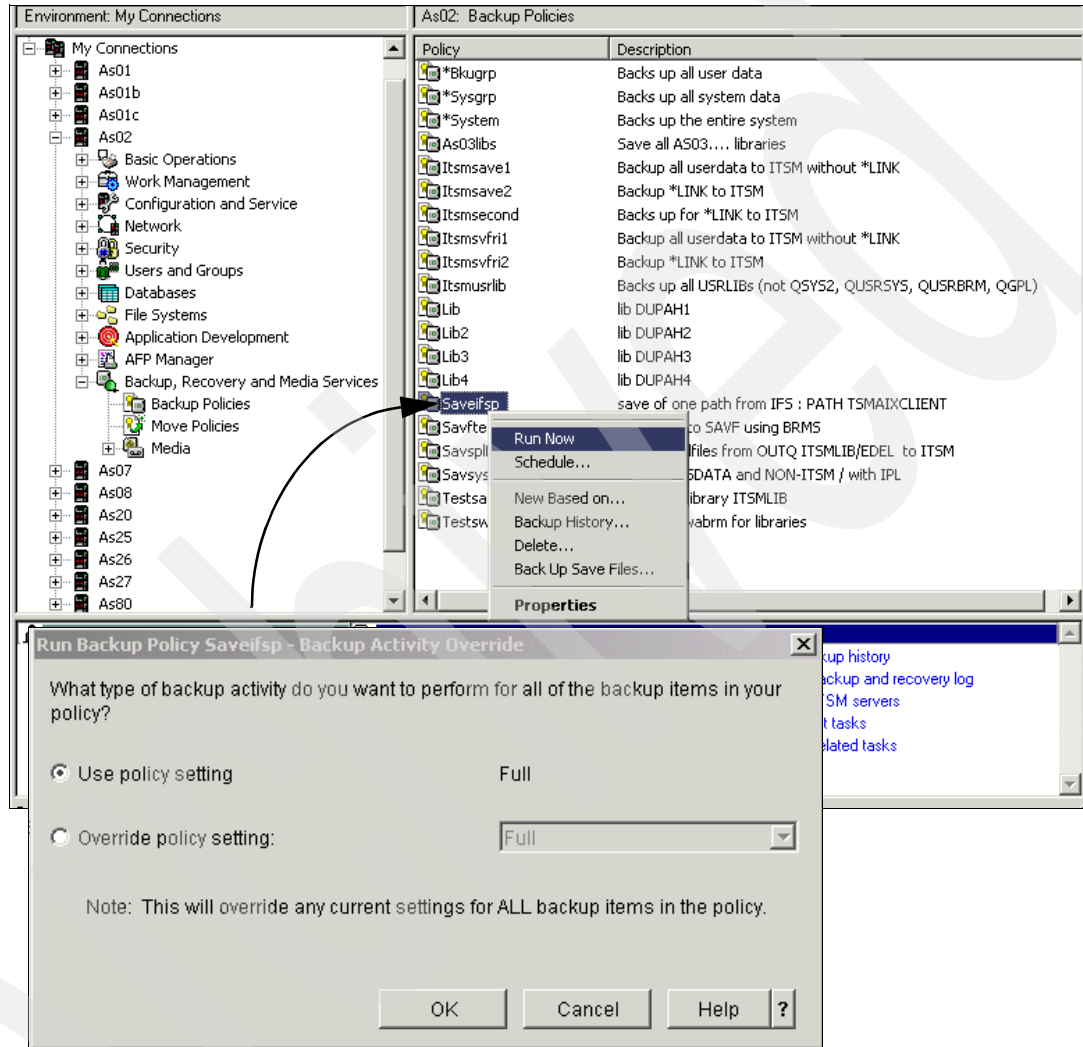 Environment: My Connections
As02: Backup Policies
My Connections
As01
As01b
As01c
As02
Basic Operations
Work Management
Configuration and Service
Network
Security
Users and Groups
Databases
File Systems
Application Development
AFP Manager
Backup, Recovery and Media Services
Backup Policies
Move Policies
Media
As07
As08
As20
As25
As26
As27
As80
Policy Description
*Bkugrp Backs up all user data
*Sysgrp Backs up all system data
*System Backs up the entire system
As03libs Save all AS03.... libraries
Itsmsave1 Backup all userdata to ITSM without *LINK
Itsmsave2 Backup *LINK to ITSM
Itsmsecond Backs up for *LINK to ITSM
Itsmsvfri1 Backup all userdata to ITSM without *LINK
Itsmsvfri2 Backup *LINK to ITSM
Itsmusrlib Backs up all USRLIBs (not QSYS2, QUSRSYS, QUSRBRM, QGPL)
Lib lib DUPAH1
Lib2 lib DUPAH2
Lib3 lib DUPAH3
Lib4 lib DUPAH4
Saveifsp save of one path from IFS : PATH TSMAIXCLIENT
Savfte to SAVF using BRMS
Savspl lfiles from OUTQ ITSMLIB/EDEL to ITSM
Savsys SDATA and NON-ITSM / with IPL
Testsa ibrary ITSMLIB
Testsw wabrm for libraries
Run Now
Schedule...
New Based on...
Backup History...
Delete...
Back Up Save Files...
Properties
kup history
ackup and recovery log
SM servers
t tasks
elated tasks
Run Backup Policy Saveifsp - Backup Activity Override
What type of backup activity do you want to perform for all of the backup items in your
policy?
Use policy setting Full
Override policy setting: Full
Note: This will override any current settings for ALL backup items in the policy.
OK Cancel Help ?